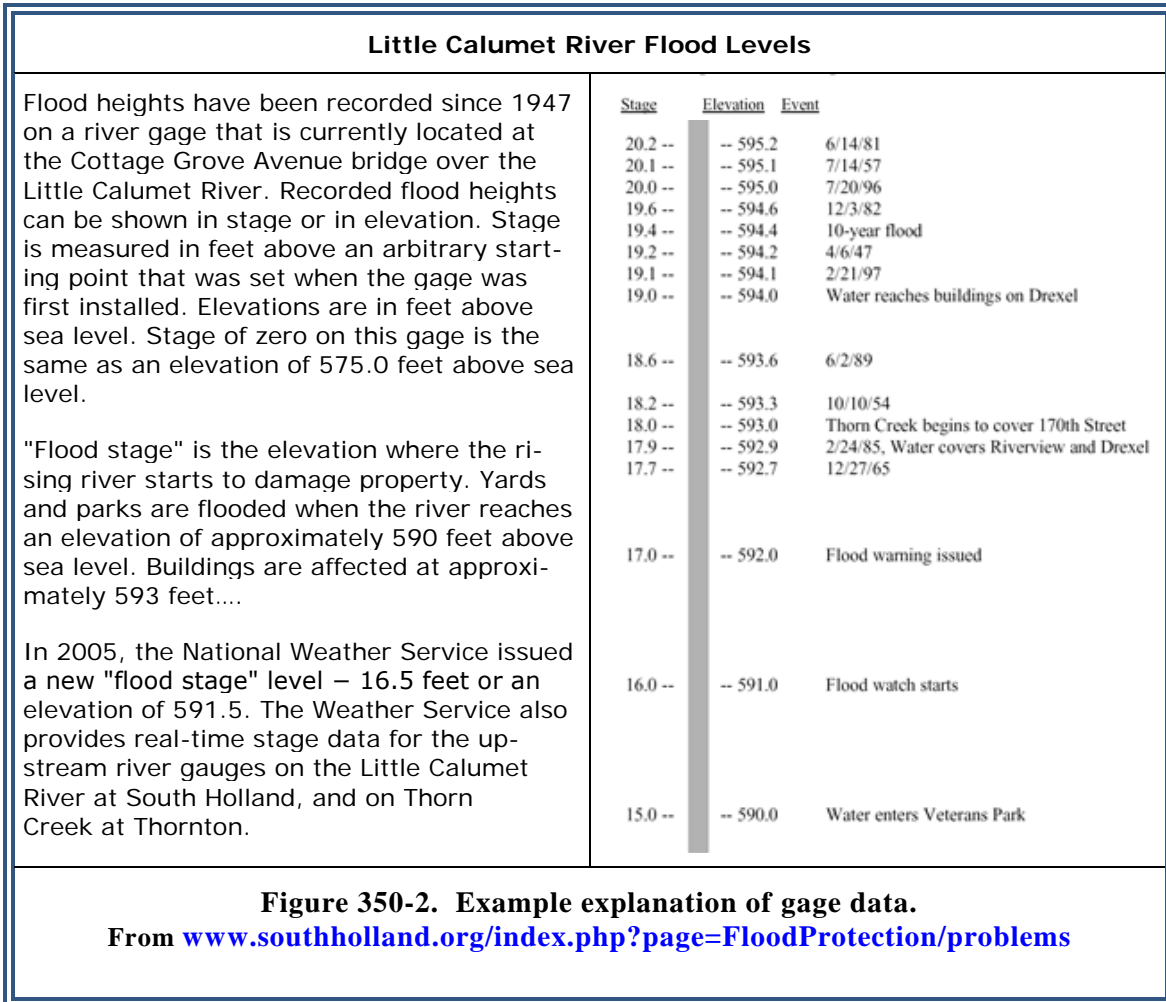 Little Calumet River Flood Levels
Flood heights have been recorded since 1947
on a river gage that is currently located at
the Cottage Grove Avenue bridge over the
Little Calumet River. Recorded flood heights
can be shown in stage or in elevation. Stage
is measured in feet above an arbitrary start-
ing point that was set when the gage was
first installed. Elevations are in feet above
sea level. Stage of zero on this gage is the
same as an elevation of 575.0 feet above sea
level.
"Flood stage" is the elevation where the ri-
sing river starts to damage property. Yards
and parks are flooded when the river reaches
an elevation of approximately 590 feet above
sea level. Buildings are affected at approxi-
mately 593 feet....
In 2005, the National Weather Service issued
a new "flood stage" level – 16.5 feet or an
elevation of 591.5. The Weather Service also
provides real-time stage data for the up-
stream river gauges on the Little Calumet
River at South Holland, and on Thorn
Creek at Thornton.
Stage Elevation Event
20.2 -- -- 595.2 6/14/81
20.1 -- -- 595.1 7/14/57
20.0 -- -- 595.0 7/20/96
19.6 -- -- 594.6 12/3/82
19.4 -- -- 594.4 10-year flood
19.2 -- -- 594.2 4/6/47
19.1 -- -- 594.1 2/21/97
19.0 -- -- 594.0 Water reaches buildings on Drexel
18.6 -- -- 593.6 6/2/89
18.2 -- -- 593.3 10/10/54
18.0 -- -- 593.0 Thorn Creek begins to cover 170th Street
17.9 -- -- 592.9 2/24/85, Water covers Riverview and Drexel
17.7 -- -- 592.7 12/27/65
17.0 -- -- 592.0 Flood warning issued
16.0 -- -- 591.0 Flood watch starts
15.0 -- -- 590.0 Water enters Veterans Park
Figure 350-2. Example explanation of gage data.
From www.southholland.org/index.php?page=FloodProtection/problems